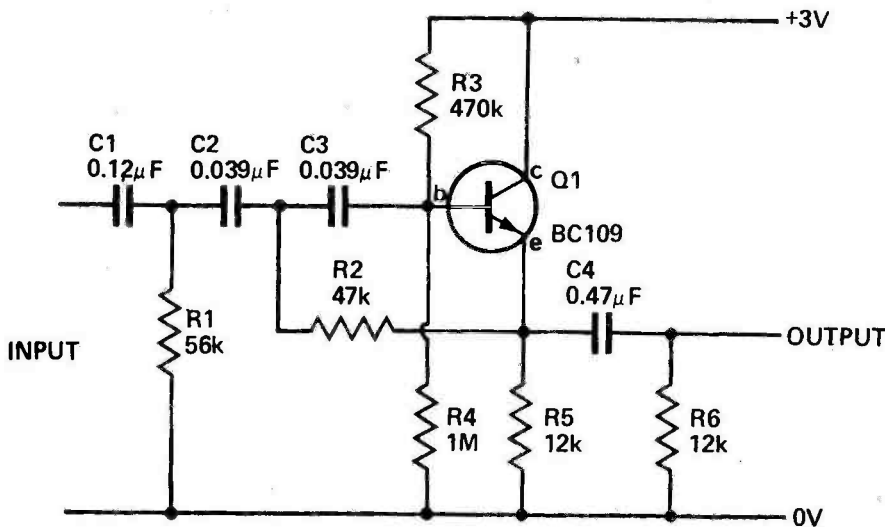 +3V
R3
470k
C1
0.12µF
C2
0.039µF
C3
0.039µF
b
c
Q1
e
BC109
C4
0.47µF
R2
47k
INPUT
R1
56k
OUTPUT
R4
1M
R5
12k
R6
12k
0V